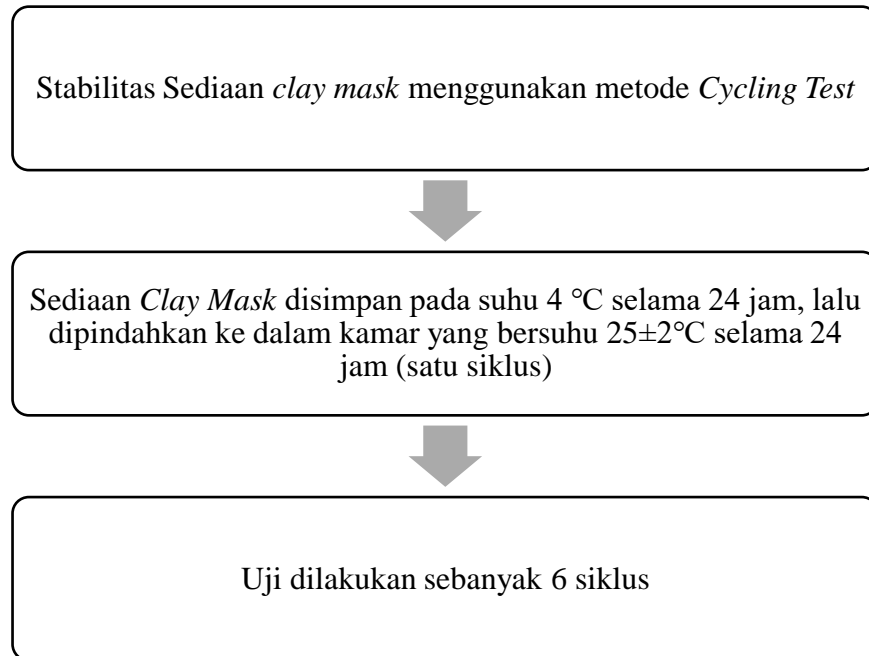 Stabilitas Sediaan clay mask menggunakan metode Cycling Test
Sediaan Clay Mask disimpan pada suhu 4 °C selama 24 jam, lalu
dipindahkan ke dalam kamar yang bersuhu 25±2°C selama 24
jam (satu siklus)
Uji dilakukan sebanyak 6 siklus